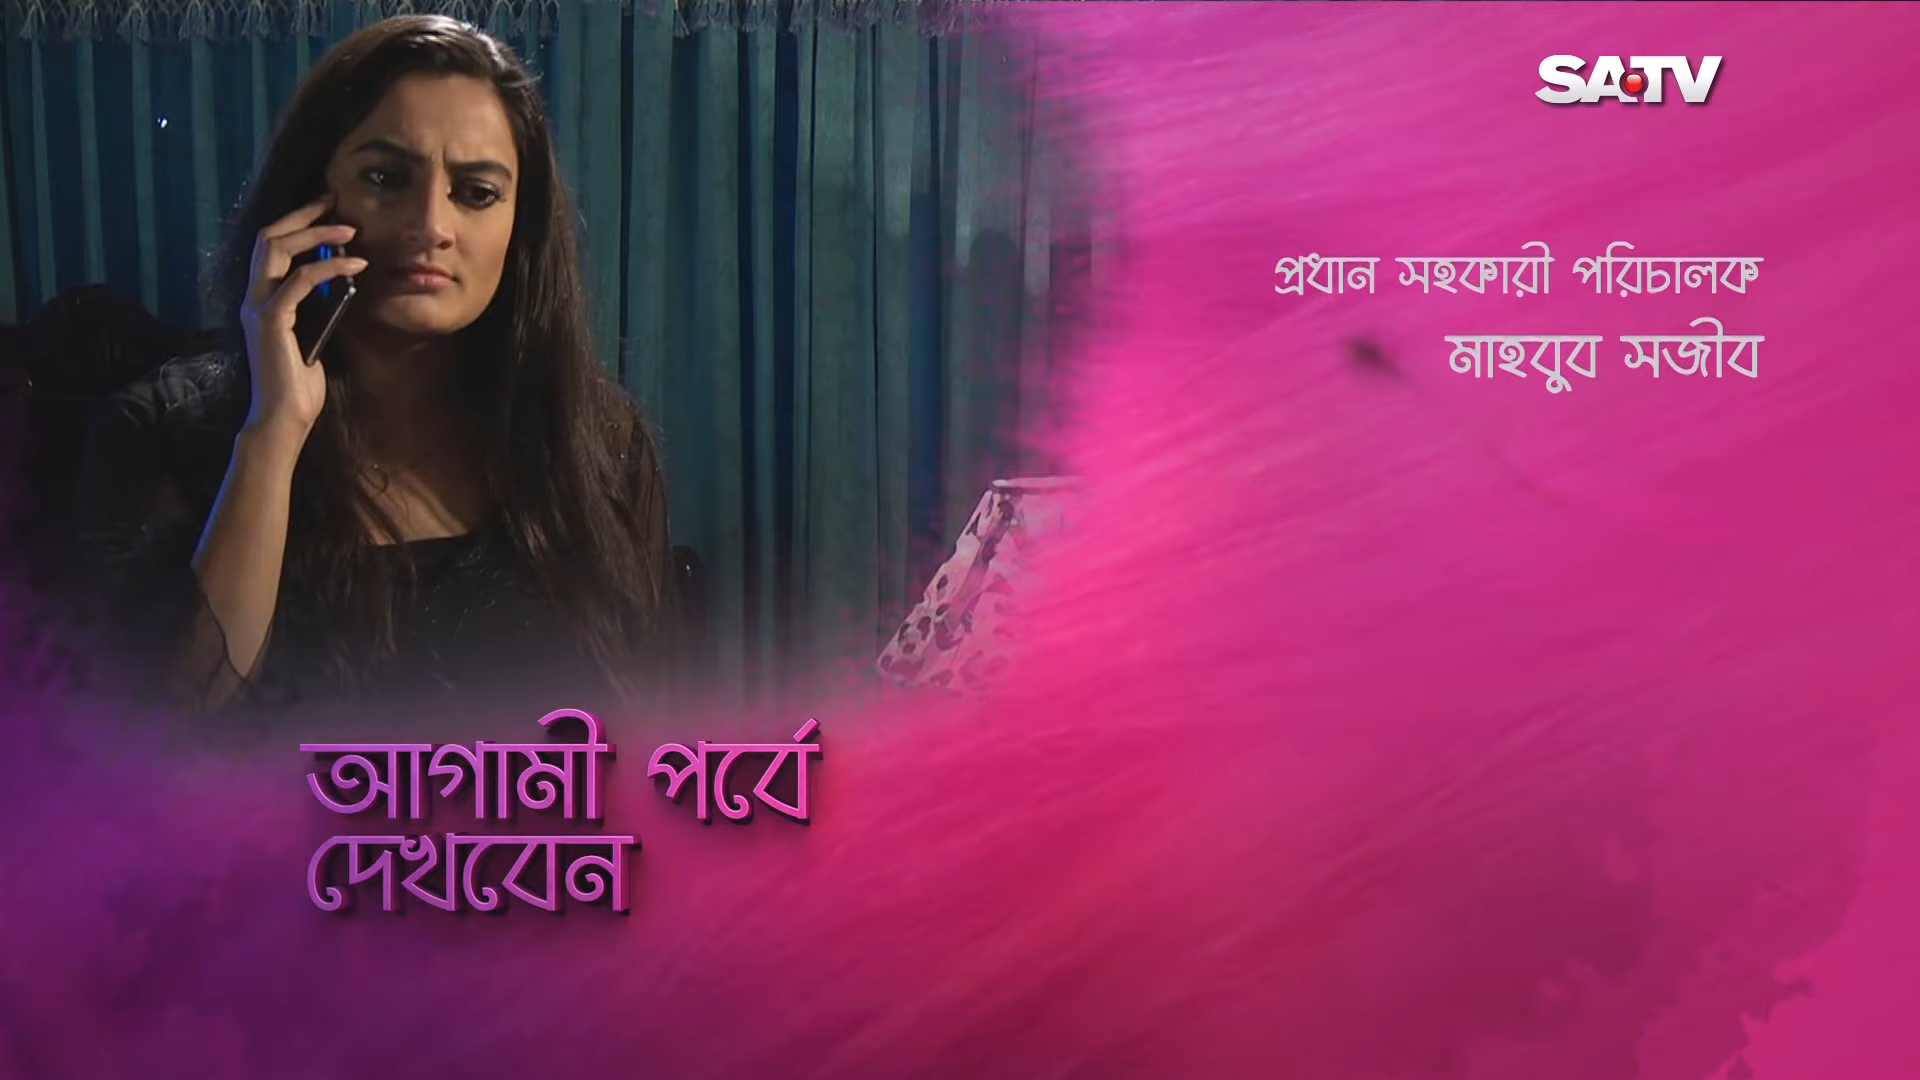 SATV
প্রধান সহকারী পরিচালক
মাহবুব সজীব
আগামী পর্বে
দেখবেন